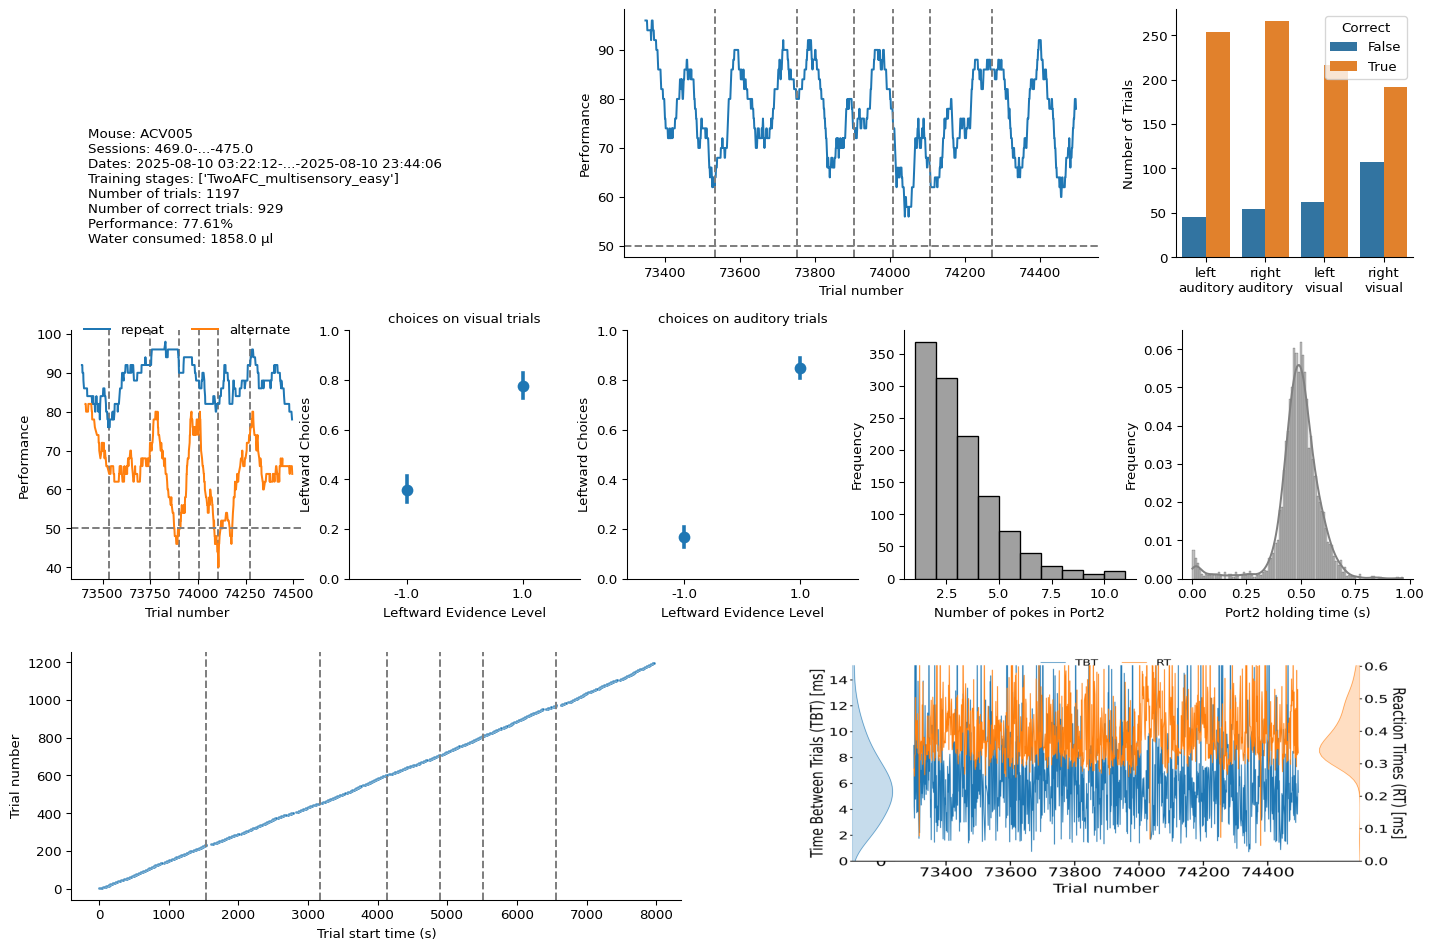 Mouse: ACV005
Sessions: 469.0-...-475.0
Dates: 2025-08-10 03:22:12-...-2025-08-10 23:44:06
Training stages: ['TwoAFC_multisensory_easy']
Number of trials: 1197
Number of correct trials: 929
Performance: 77.61%
Water consumed: 1858.0 µl
Performance
90
80
70
60
50
73400 73600 73800 74000 74200 74400
Trial number
Number of Trials
250
200
150
100
50
0
Correct
False
True
left auditory
right auditory
left visual
right visual
repeat alternate
Performance
100
90
80
70
60
50
40
73500 73750 74000 74250 74500
Trial number
choices on visual trials
Leftward Choices
1.0
0.8
0.6
0.4
0.2
0.0
-1.0 1.0
Leftward Evidence Level
choices on auditory trials
Leftward Choices
1.0
0.8
0.6
0.4
0.2
0.0
-1.0 1.0
Leftward Evidence Level
Frequency
350
300
250
200
150
100
50
0
2.5 5.0 7.5 10.0
Number of pokes in Port2
Frequency
0.06
0.05
0.04
0.03
0.02
0.01
0.00
0.00 0.25 0.50 0.75 1.00
Port2 holding time (s)
Trial number
1200
1000
800
600
400
200
0
0 1000 2000 3000 4000 5000 6000 7000 8000
Trial start time (s)
TBT RT
Time Between Trials (TBT) [ms]
14
12
10
8
6
4
2
0
0
73400 73600 73800 74000 74200 74400
Trial number
0.6
0.5
0.4
0.3
0.2
0.1
0.0
Reaction Times (RT) [ms]